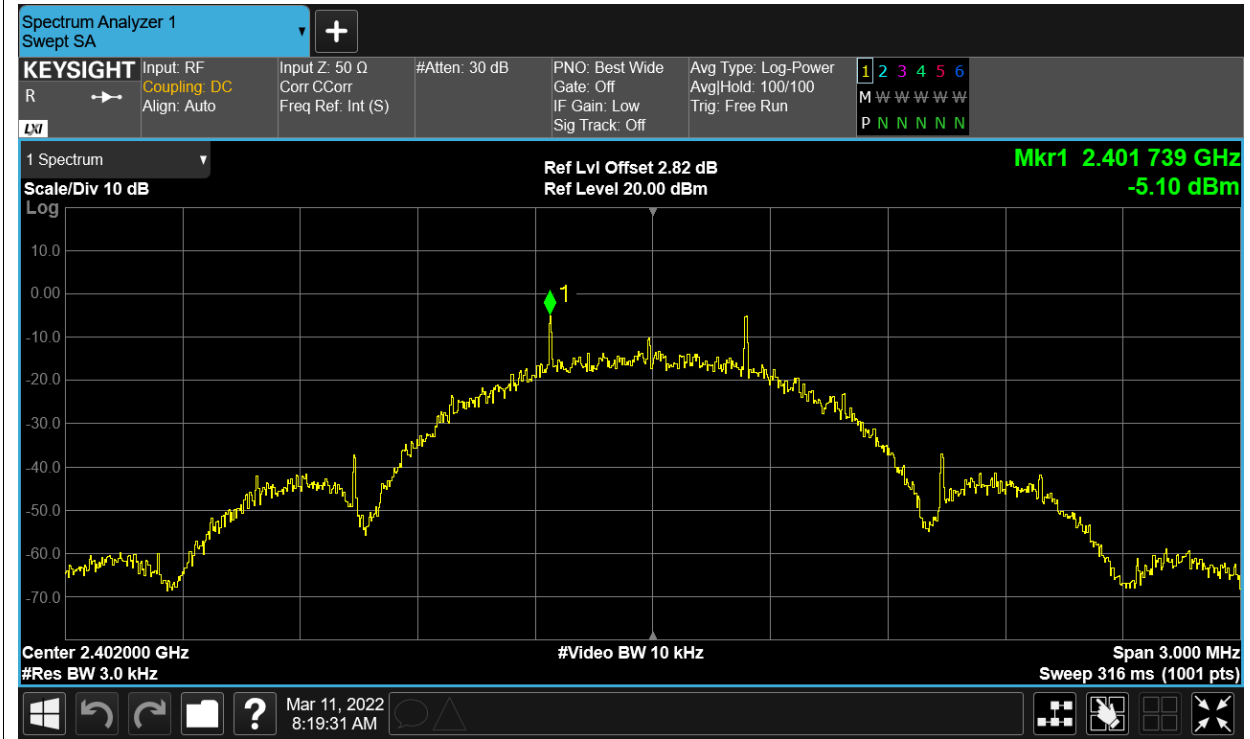 Spectrum Analyzer 1
Swept SA
+
KEYSIGHT
R
LXI
Input: RF
Coupling: DC
Align: Auto
Input Z: 50 Ω
Corr CCorr
Freq Ref: Int (S)
#Atten: 30 dB
PNO: Best Wide
Gate: Off
IF Gain: Low
Sig Track: Off
Avg Type: Log-Power
Avg|Hold: 100/100
Trig: Free Run
1 2 3 4 5 6
M W W W W W
P N N N N N
1 Spectrum
Scale/Div 10 dB
Log
Ref Lvl Offset 2.82 dB
Ref Level 20.00 dBm
Mkr1 2.401 739 GHz
-5.10 dBm
10.0
0.00
-10.0
-20.0
-30.0
-40.0
-50.0
-60.0
-70.0
1
Center 2.402000 GHz
#Res BW 3.0 kHz
#Video BW 10 kHz
Span 3.000 MHz
Sweep 316 ms (1001 pts)
?
Mar 11, 2022
8:19:31 AM